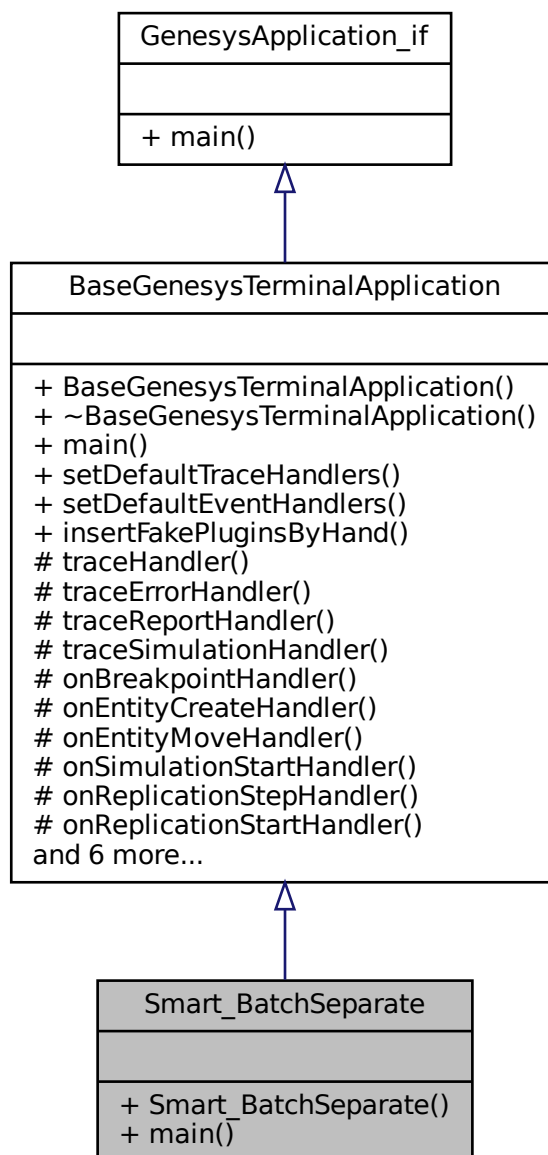 GenesysApplication_if
+ main()
BaseGenesysTerminalApplication
+ BaseGenesysTerminalApplication()
+ ~BaseGenesysTerminalApplication()
+ main()
+ setDefaultTraceHandlers()
+ setDefaultEventHandlers()
+ insertFakePluginsByHand()
# traceHandler()
# traceErrorHandler()
# traceReportHandler()
# traceSimulationHandler()
# onBreakpointHandler()
# onEntityCreateHandler()
# onEntityMoveHandler()
# onSimulationStartHandler()
# onReplicationStepHandler()
# onReplicationStartHandler()
and 6 more...
Smart_BatchSeparate
+ Smart_BatchSeparate()
+ main()